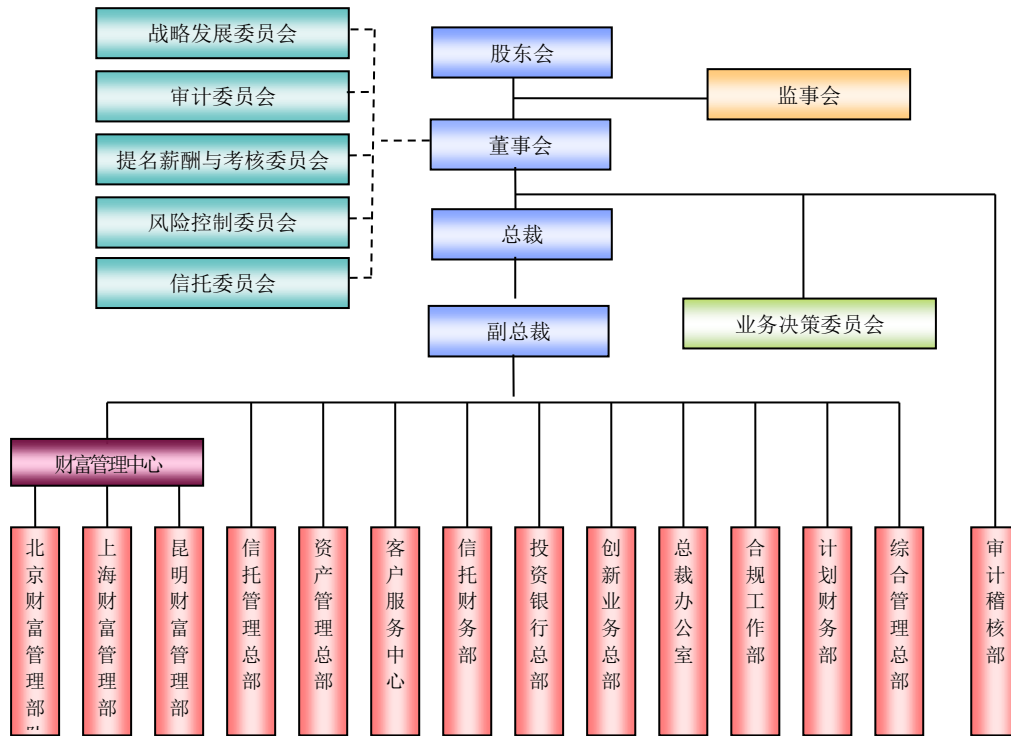 战略发展委员会
股东会
审计委员会
监事会
董事会
提名薪酬与考核委员会
风险控制委员会
总裁
信托委员会
业务决策委员会
副总裁
财富管理中心
北京财富管理部
上海财富管理部
昆明财富管理部
信托管理总部
资产管理总部
客户服务中心
信托财务部
投资银行总部
创新业务总部
总裁办公室
合规工作部
计划财务部
综合管理总部
审计稽核部